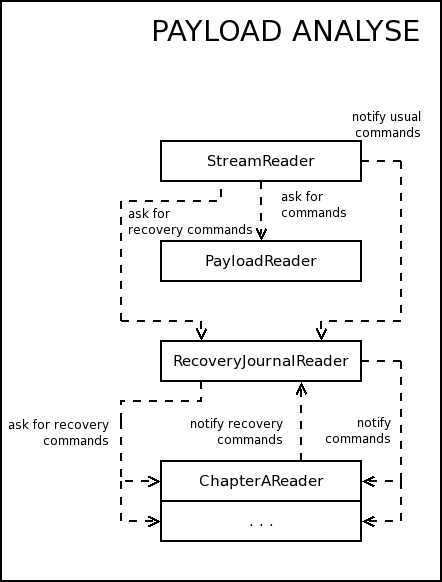 PAYLOAD ANALYSE
notify usual
commands
StreamReader
ask for
commands
ask for
recovery commands
PayloadReader
RecoveryJournalReader
ask for recovery
commands
notify recovery
commands
notify
commands
ChapterAReader
. . .